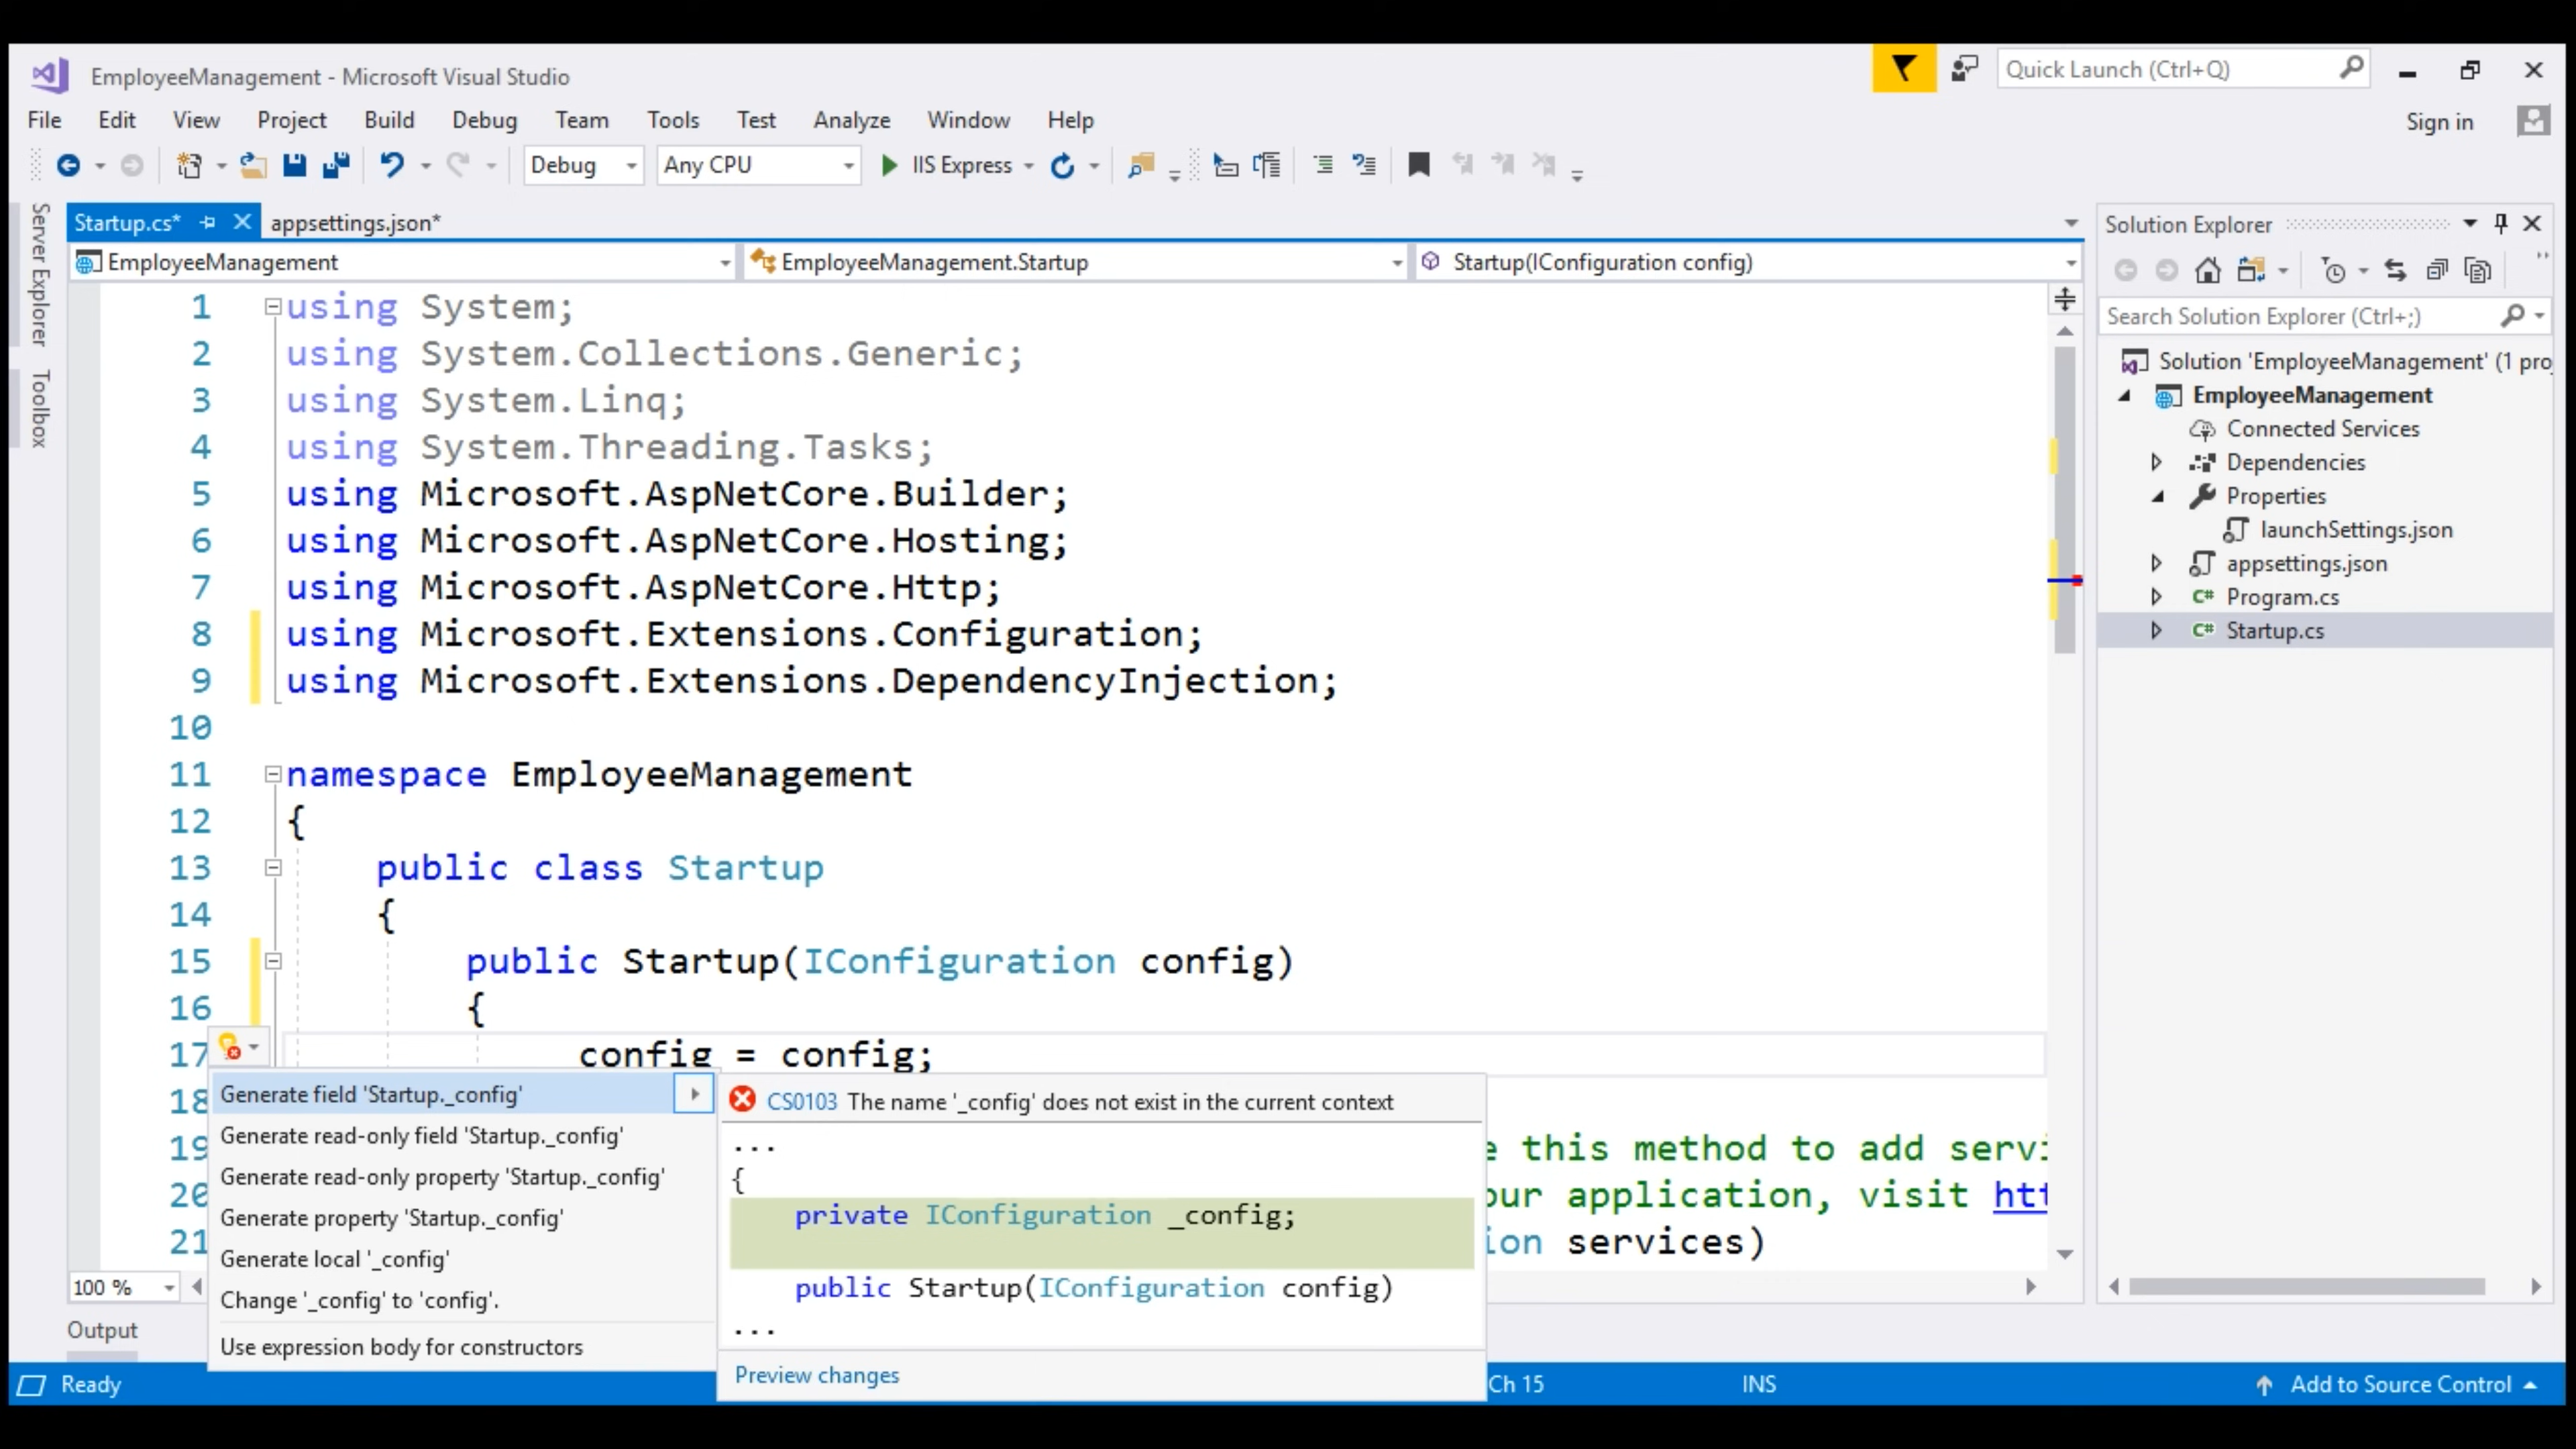 EmployeeManagement - Microsoft Visual Studio
Quick Launch (Ctrl+Q)
File Edit View Project Build Debug Team Tools Test Analyze Window Help
Sign in
Debug Any CPU IIS Express
Server Explorer
Toolbox
Startup.cs* appsettings.json*
EmployeeManagement EmployeeManagement.Startup Startup(IConfiguration config)
1 using System;
2 using System.Collections.Generic;
3 using System.Linq;
4 using System.Threading.Tasks;
5 using Microsoft.AspNetCore.Builder;
6 using Microsoft.AspNetCore.Hosting;
7 using Microsoft.AspNetCore.Http;
8 using Microsoft.Extensions.Configuration;
9 using Microsoft.Extensions.DependencyInjection;
10
11 namespace EmployeeManagement
12 {
13 public class Startup
14 {
15 public Startup(IConfiguration config)
16 {
17 config = config;
18
19 e this method to add servi
20 our application, visit htt
21 ion services)
Generate field 'Startup._config'
Generate read-only field 'Startup._config'
Generate read-only property 'Startup._config'
Generate property 'Startup._config'
Generate local '_config'
Change '_config' to 'config'.
Use expression body for constructors
CS0103 The name '_config' does not exist in the current context
...
{
private IConfiguration _config;
public Startup(IConfiguration config)
...
Preview changes
100 %
Output
Ready
Ch 15
INS
Add to Source Control
Solution Explorer
Search Solution Explorer (Ctrl+;)
Solution 'EmployeeManagement' (1 pro
EmployeeManagement
Connected Services
Dependencies
Properties
launchSettings.json
appsettings.json
C# Program.cs
C# Startup.cs